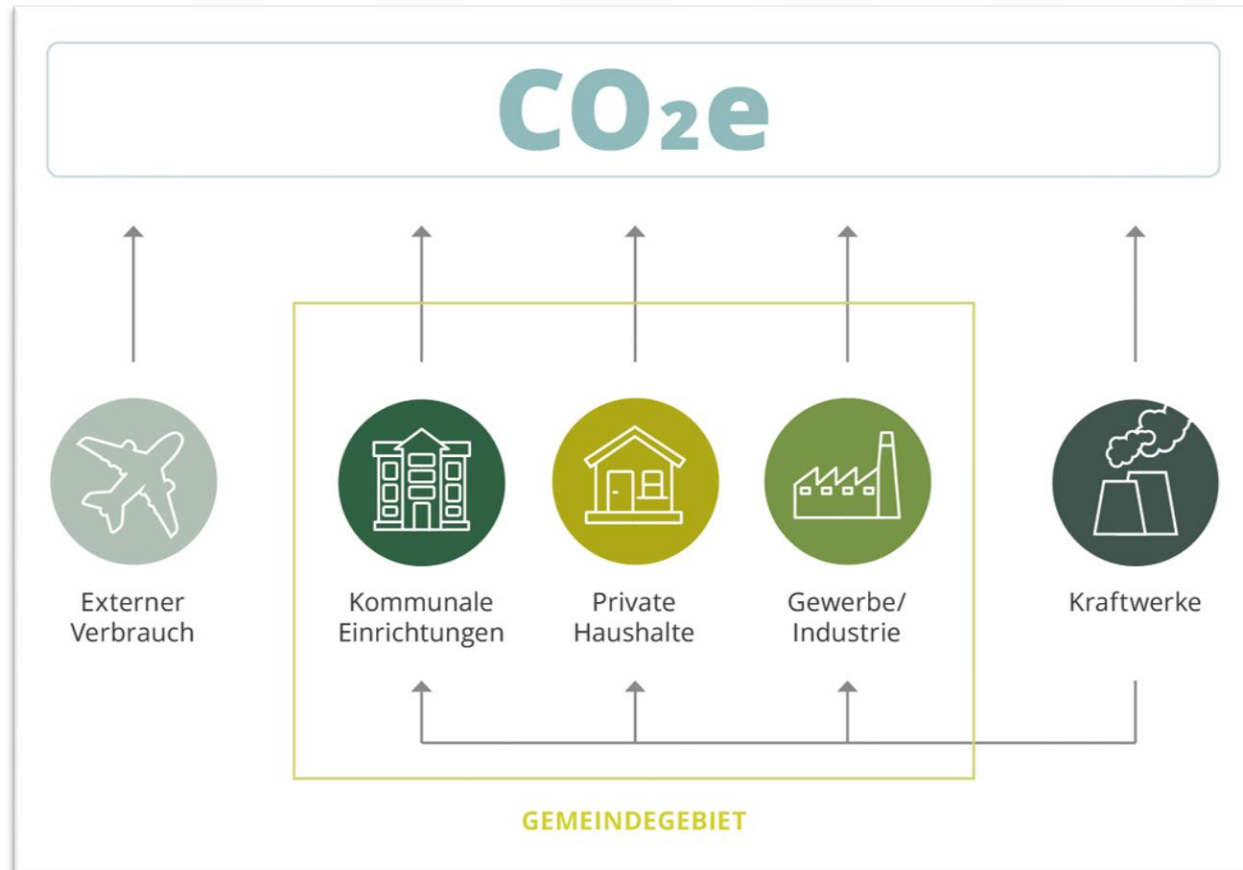 CO₂e
Externer
Verbrauch
Kommunale
Einrichtungen
Private
Haushalte
Gewerbe/
Industrie
Kraftwerke
GEMEINDEGEBIET